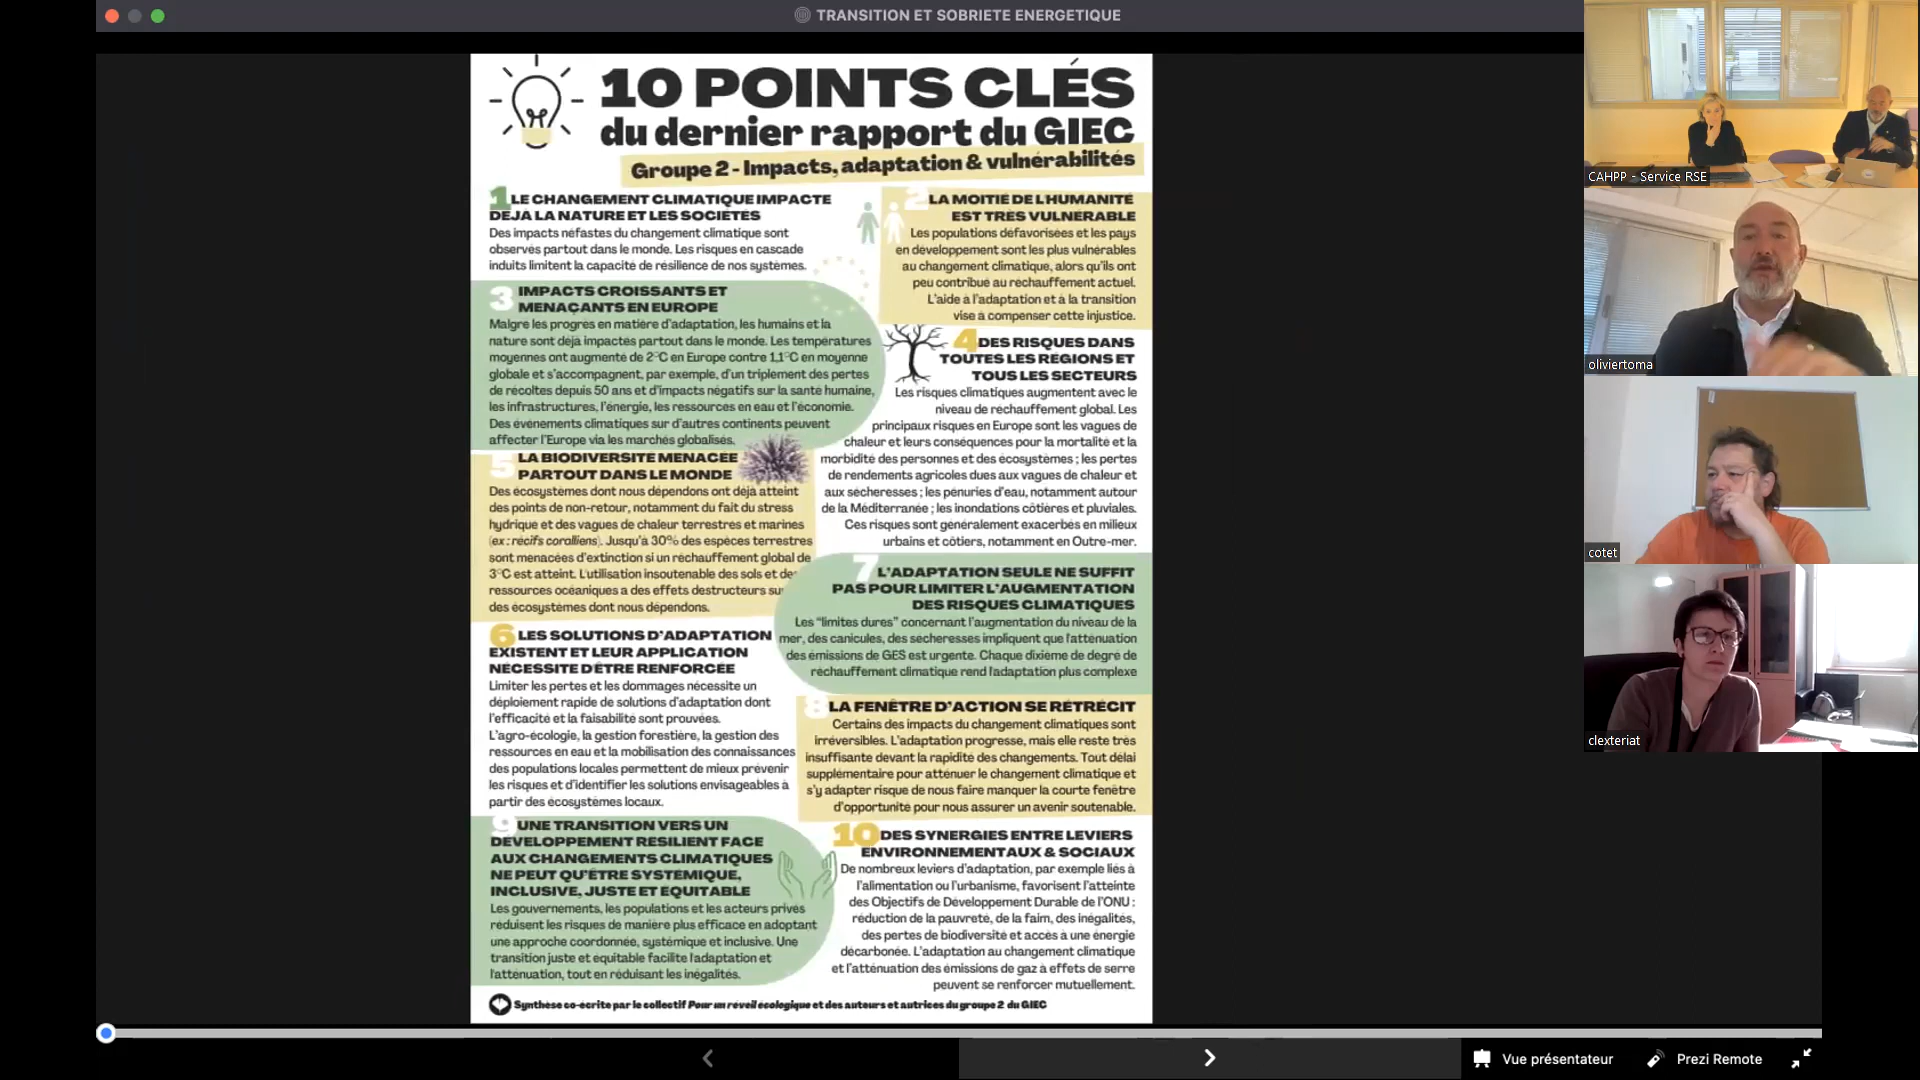 TRANSITION ET SOBRIETE ENERGETIQUE
10 POINTS CLÉS
du dernier rapport du GIEC
Groupe 2 - Impacts, adaptation & vulnérabilités
1 LE CHANGEMENT CLIMATIQUE IMPACTE
DÉJÀ LA NATURE ET LES SOCIÉTÉS
Des impacts néfastes du changement climatique sont
observés partout dans le monde. Les risques en cascade
induits limitent la capacité de résilience de nos systèmes.
2 LA MOITIÉ DE L'HUMANITÉ
EST TRÈS VULNÉRABLE
Les populations défavorisées et les pays
en développement sont les plus vulnérables
au changement climatique, alors qu'ils ont
peu contribué au réchauffement actuel.
L'aide à l'adaptation et à la transition
vise à compenser cette injustice.
3 IMPACTS CROISSANTS ET
MENAÇANTS EN EUROPE
Malgré les progrès en matière d'adaptation, les humains et la
nature sont déjà impactés partout dans le monde. Les températures
moyennes ont augmenté de 2°C en Europe contre 1,1°C en moyenne
globale et s'accompagnent, par exemple, d'un triplement des pertes
de récoltes depuis 50 ans et d'impacts négatifs sur la santé humaine,
les infrastructures, l'énergie, les ressources en eau et l'économie.
Des événements climatiques sur d'autres continents peuvent
affecter l'Europe via les marchés globalisés.
4 DES RISQUES DANS
TOUTES LES RÉGIONS ET
TOUS LES SECTEURS
Les risques climatiques augmentent avec le
niveau de réchauffement global. Les
principaux risques en Europe sont les vagues de
chaleur et leurs conséquences pour la mortalité et la
morbidité des personnes et des écosystèmes ; les pertes
de rendements agricoles dues aux vagues de chaleur et
aux sécheresses ; les pénuries d'eau, notamment autour
de la Méditerranée ; les inondations côtières et pluviales.
Ces risques sont généralement exacerbés en milieux
urbains et côtiers, notamment en Outre-mer.
5 LA BIODIVERSITÉ MENACÉE
PARTOUT DANS LE MONDE
Des écosystèmes dont nous dépendons ont déjà atteint
des points de non-retour, notamment du fait du stress
hydrique et des vagues de chaleur terrestres et marines
(ex : récifs coralliens). Jusqu'à 30% des espèces terrestres
sont menacées d'extinction si un réchauffement global de
3°C est atteint. L'utilisation insoutenable des sols et des
ressources océaniques a des effets destructeurs sur
des écosystèmes dont nous dépendons.
6 LES SOLUTIONS D'ADAPTATION
EXISTENT ET LEUR APPLICATION
NÉCESSITE D'ÊTRE RENFORCÉE
Limiter les pertes et les dommages nécessite un
déploiement rapide de solutions d'adaptation dont
l'efficacité et la faisabilité sont prouvées.
L'agro-écologie, la gestion forestière, la gestion des
ressources en eau et la mobilisation des connaissances
des populations locales permettent de mieux prévenir
les risques et d'identifier les solutions envisageables à
partir des écosystèmes locaux.
7 L'ADAPTATION SEULE NE SUFFIT
PAS POUR LIMITER L'AUGMENTATION
DES RISQUES CLIMATIQUES
Les "limites dures" concernant l'augmentation du niveau de la
mer, des canicules, des sécheresses impliquent que l'atténuation
des émissions de GES est urgente. Chaque dixième de degré de
réchauffement climatique rend l'adaptation plus complexe
8 LA FENÊTRE D'ACTION SE RÉTRÉCIT
Certains des impacts du changement climatiques sont
irréversibles. L'adaptation progresse, mais elle reste très
insuffisante devant la rapidité des changements. Tout délai
supplémentaire pour atténuer le changement climatique et
s'y adapter risque de nous faire manquer la courte fenêtre
d'opportunité pour nous assurer un avenir soutenable.
9 UNE TRANSITION VERS UN
DÉVELOPPEMENT RÉSILIENT FACE
AUX CHANGEMENTS CLIMATIQUES
NE PEUT QU'ÊTRE SYSTÉMIQUE,
INCLUSIVE, JUSTE ET ÉQUITABLE
Les gouvernements, les populations et les acteurs privés
réduisent les risques de manière plus efficace en adoptant
une approche coordonnée, systémique et inclusive. Une
transition juste et équitable facilite l'adaptation et
l'atténuation, tout en réduisant les inégalités.
10 DES SYNERGIES ENTRE LEVIERS
ENVIRONNEMENTAUX & SOCIAUX
De nombreux leviers d'adaptation, par exemple liés à
l'alimentation ou l'urbanisme, favorisent l'atteinte
des Objectifs de Développement Durable de l'ONU :
réduction de la pauvreté, de la faim, des inégalités,
des pertes de biodiversité et accès à une énergie
décarbonée. L'adaptation au changement climatique
et l'atténuation des émissions de gaz à effets de serre
peuvent se renforcer mutuellement.
Synthèse co-écrite par le collectif Pour un réveil écologique et des auteurs et autrices du groupe 2 du GIEC
CAHPP - Service RSE
oliviertoma
cotet
clexteriat
Vue présentateur
Prezi Remote